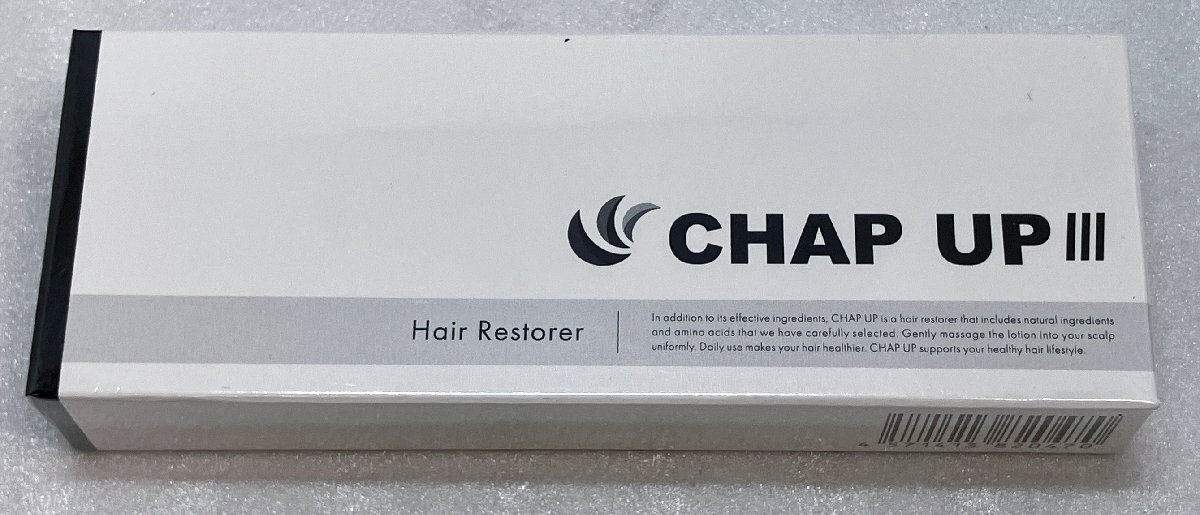 CHAP UP III
Hair Restorer
In addition to its effective ingredients, CHAP UP is a hair restorer that includes natural ingredients
and amino acids that we have carefully selected. Gently massage the lotion into your scalp
uniformly. Daily use makes your hair healthier. CHAP UP supports your healthy hair lifestyle.